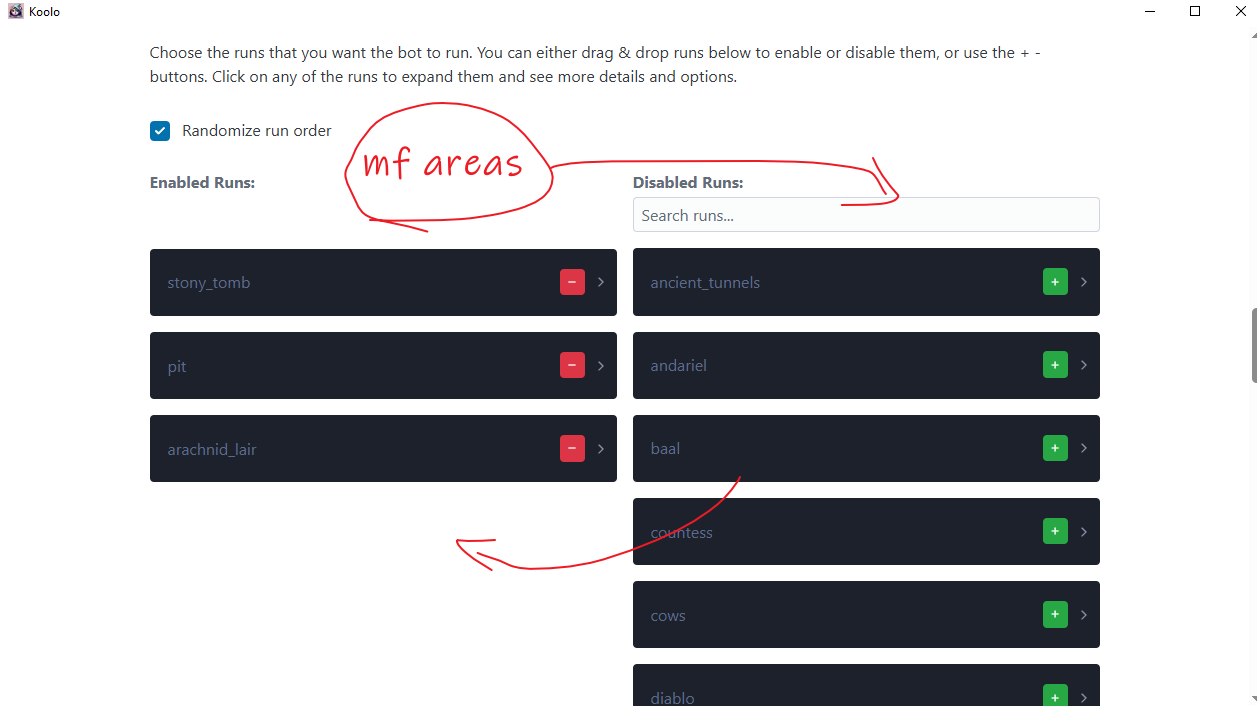 Koolo
Choose the runs that you want the bot to run. You can either drag & drop runs below to enable or disable them, or use the + -
buttons. Click on any of the runs to expand them and see more details and options.
Randomize run order
mf areas
Enabled Runs:
Disabled Runs:
Search runs...
stony_tomb
−
ancient_tunnels
+
pit
−
andariel
+
arachnid_lair
−
baal
+
countess
+
cows
+
diablo
+